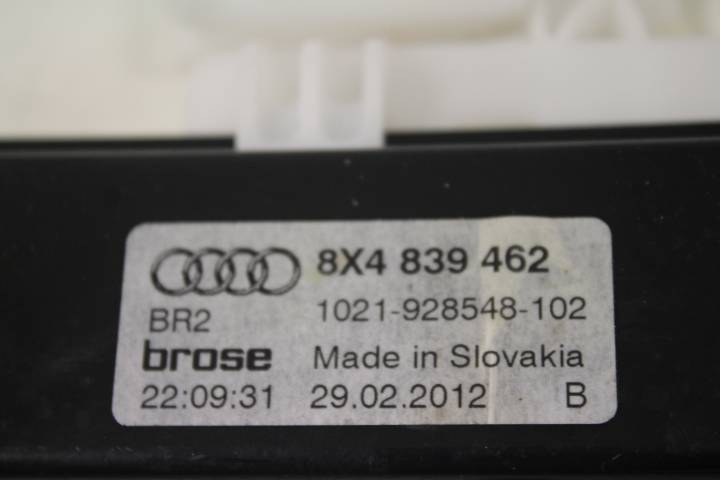 8X4 839 462
BR2 1021-928548-102
brose Made in Slovakia
22:09:31 29.02.2012 B